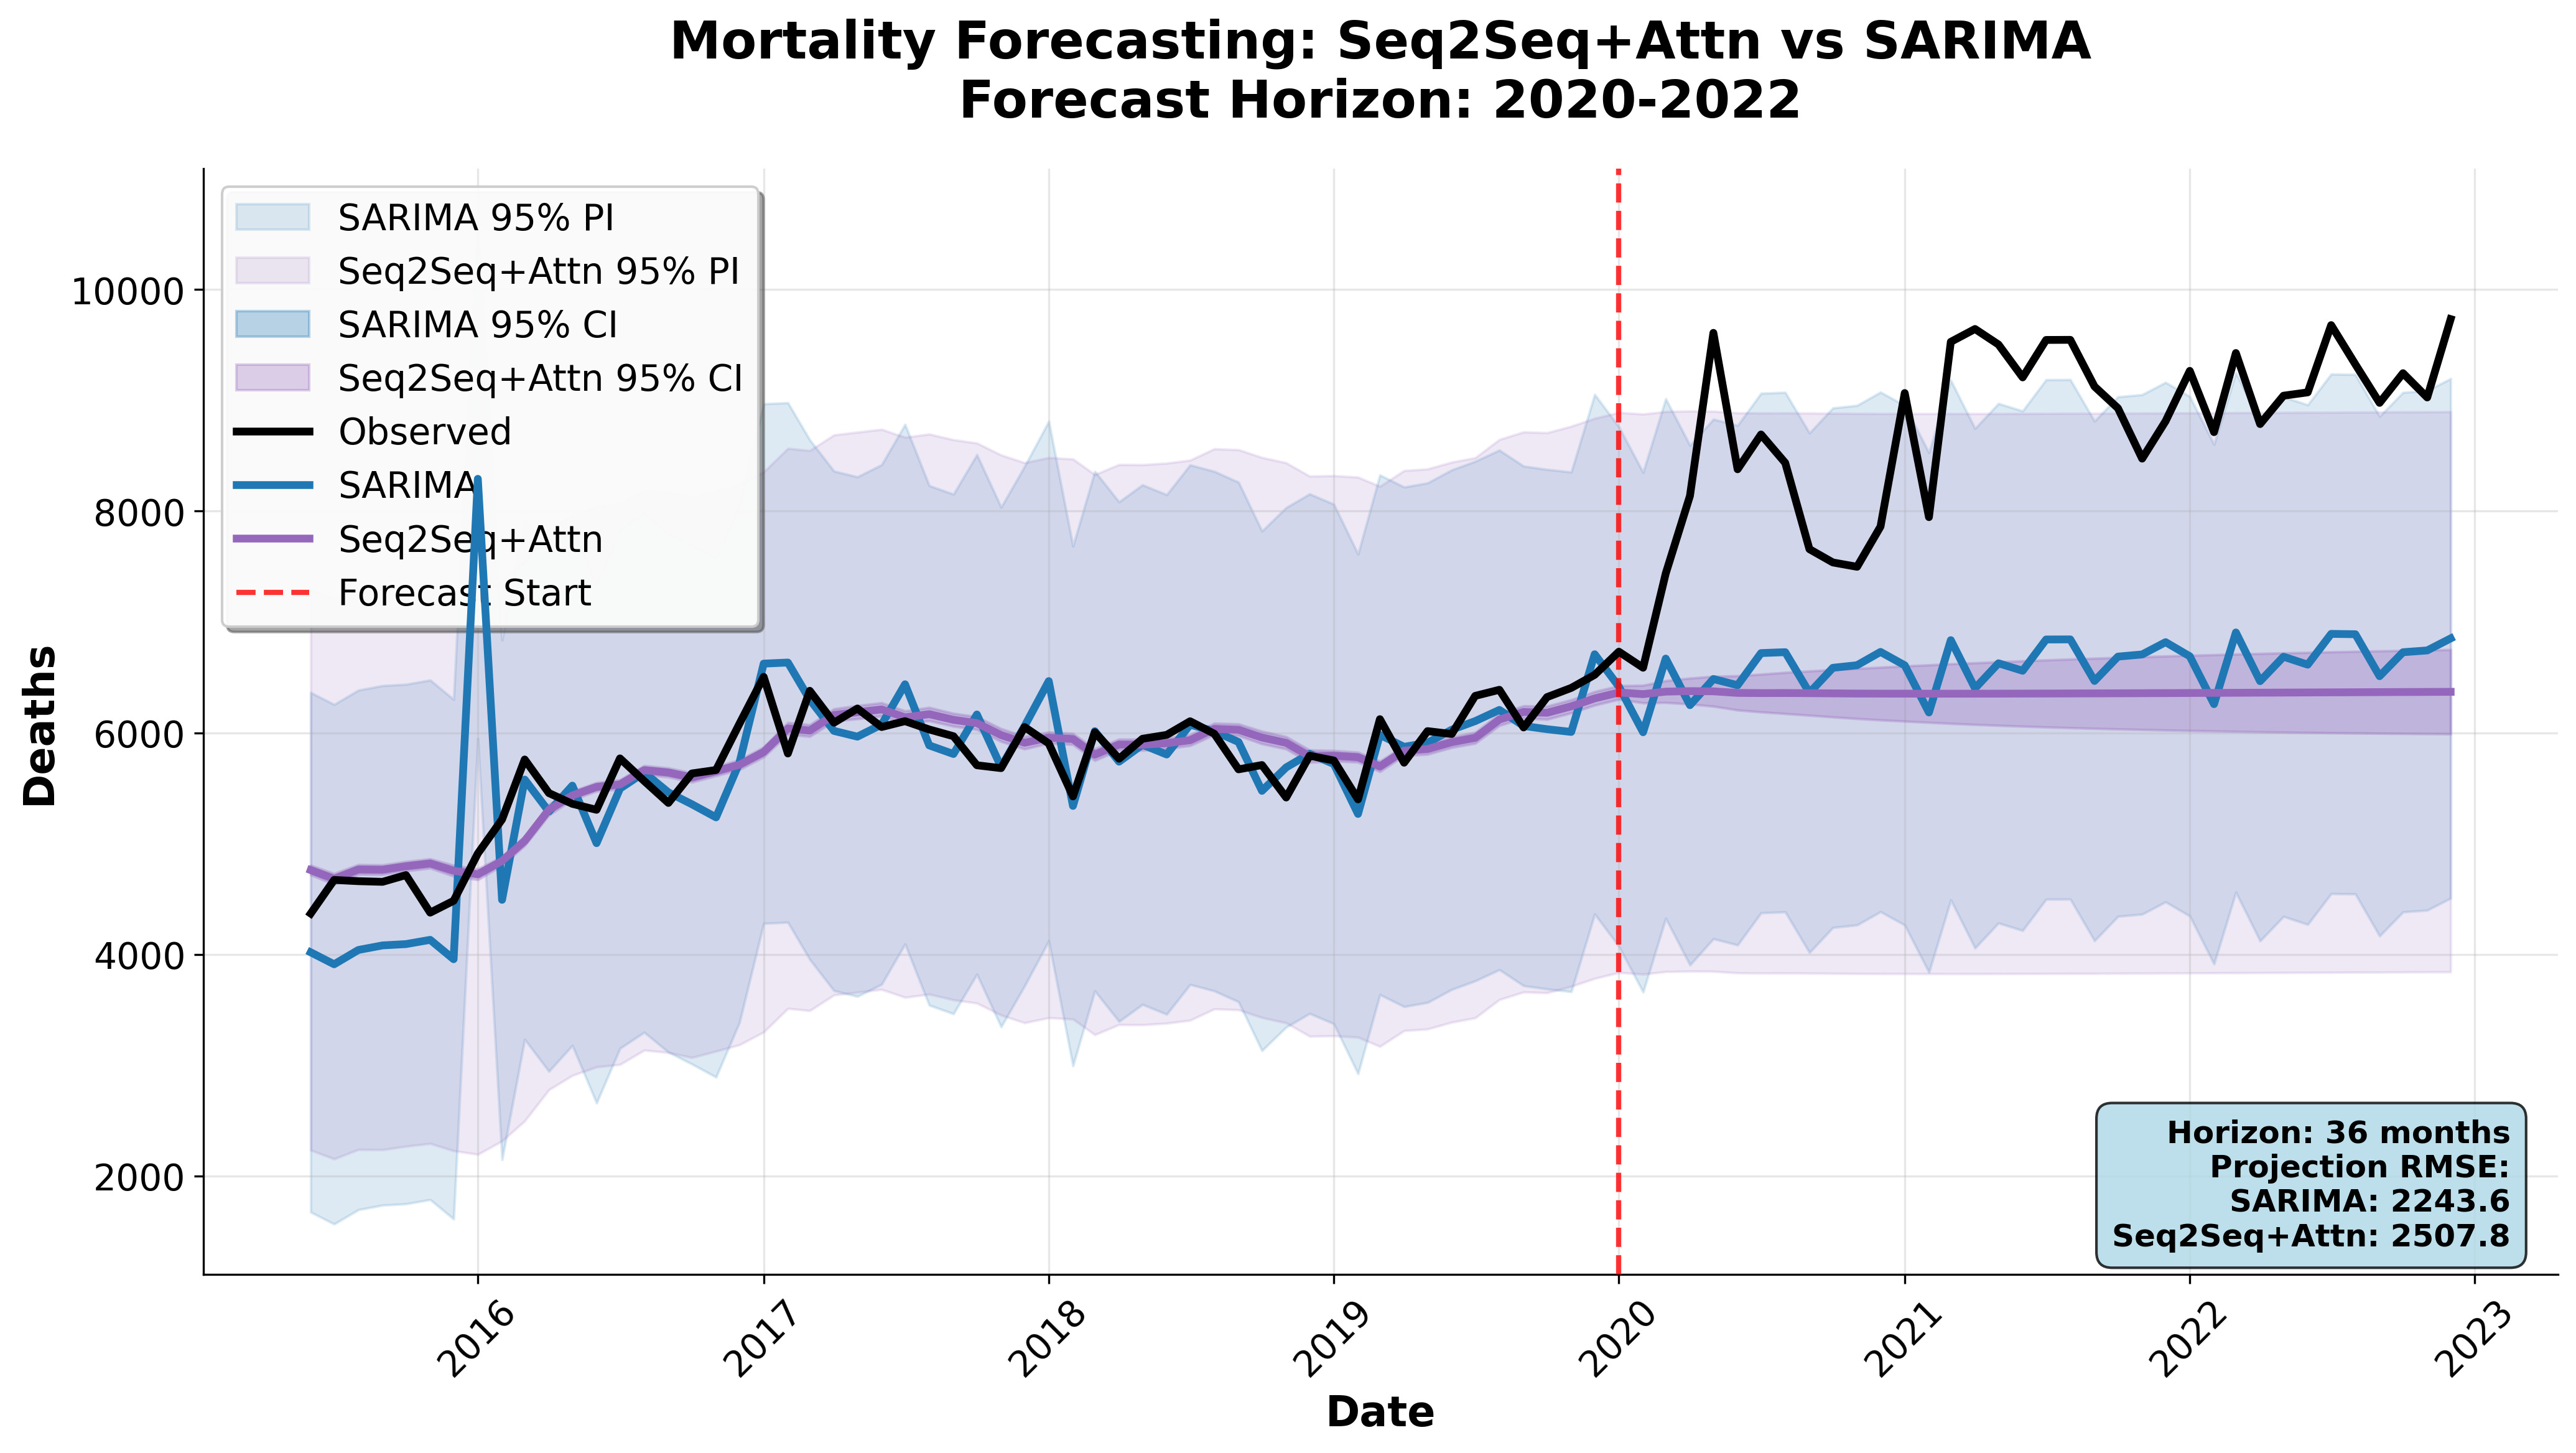 Mortality Forecasting: Seq2Seq+Attn vs SARIMA
Forecast Horizon: 2020-2022
SARIMA 95% PI
Seq2Seq+Attn 95% PI
SARIMA 95% CI
Seq2Seq+Attn 95% CI
Observed
SARIMA
Seq2Seq+Attn
Forecast Start
10000
8000
6000
4000
2000
Deaths
Horizon: 36 months
Projection RMSE:
SARIMA: 2243.6
Seq2Seq+Attn: 2507.8
2016
2017
2018
2019
2020
2021
2022
2023
Date